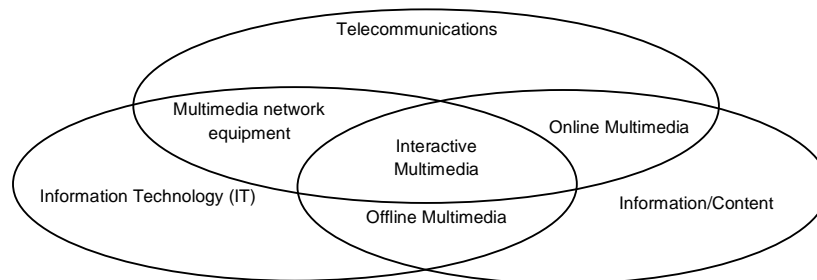 Telecommunications
Multimedia network
equipment
Online Multimedia
Interactive
Multimedia
Information Technology (IT)
Information/Content
Offline Multimedia